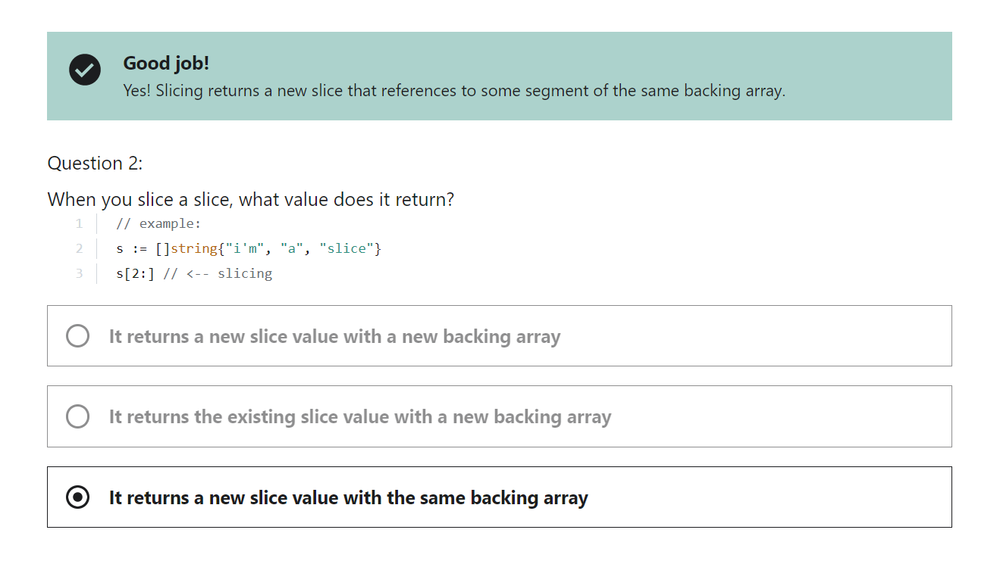 Good job!
Yes! Slicing returns a new slice that references to some segment of the same backing array.
Question 2:
When you slice a slice, what value does it return?
1 // example:
2 s := []string{"i'm", "a", "slice"}
3 s[2:] // <-- slicing
It returns a new slice value with a new backing array
It returns the existing slice value with a new backing array
It returns a new slice value with the same backing array